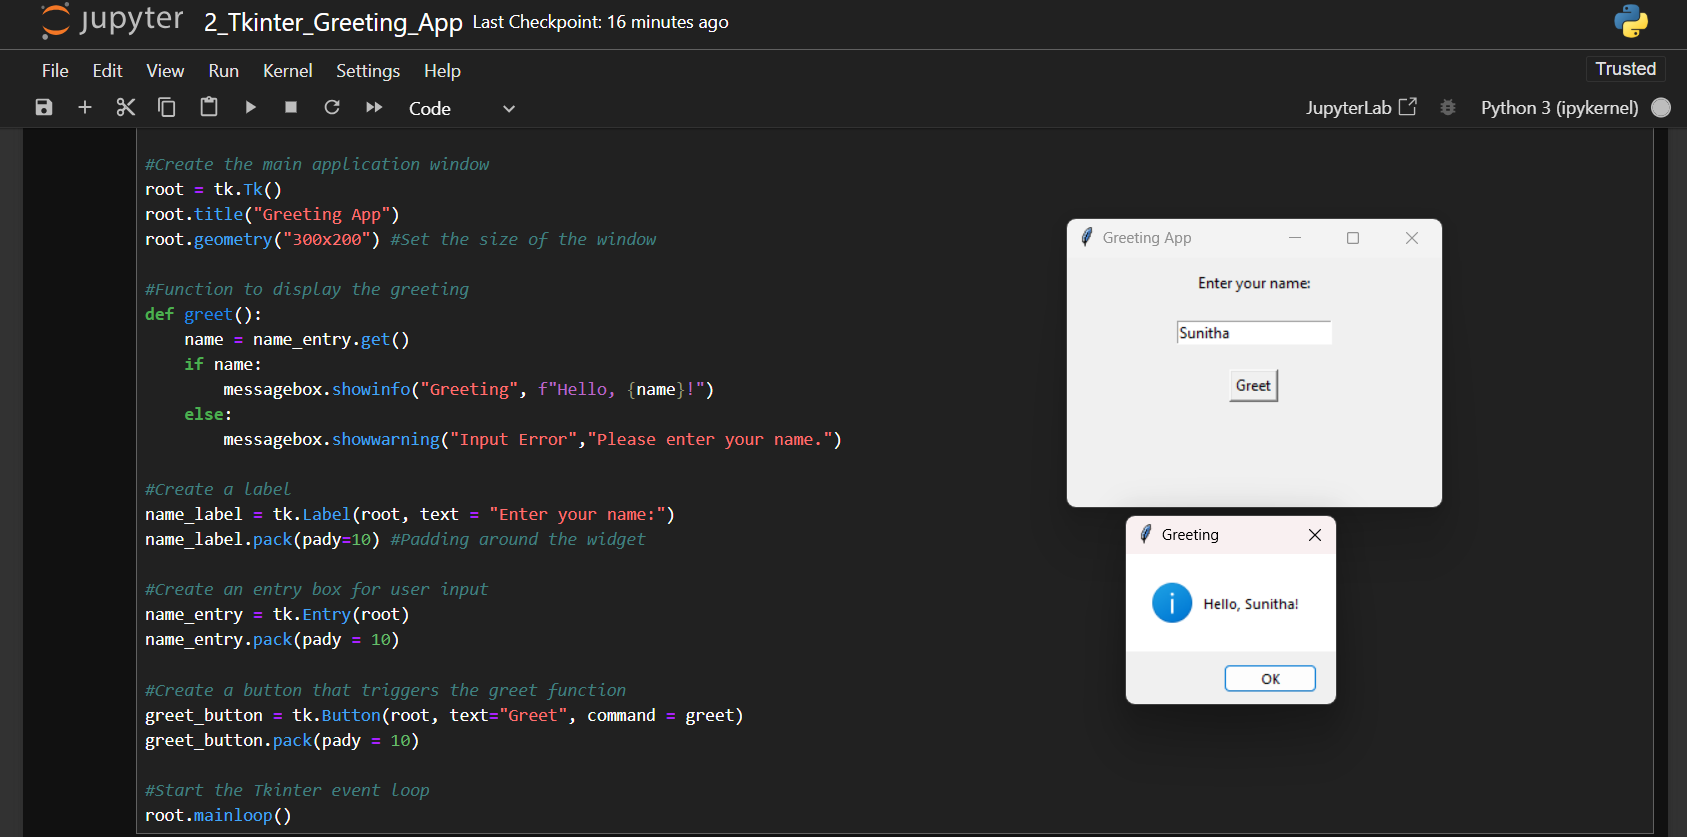 jupyter 2_Tkinter_Greeting_App Last Checkpoint: 16 minutes ago
File Edit View Run Kernel Settings Help Trusted
Code JupyterLab Python 3 (ipykernel)
#Create the main application window
root = tk.Tk()
root.title("Greeting App")
root.geometry("300x200") #Set the size of the window
#Function to display the greeting
def greet():
    name = name_entry.get()
    if name:
        messagebox.showinfo("Greeting", f"Hello, {name}!")
    else:
        messagebox.showwarning("Input Error","Please enter your name.")
#Create a label
name_label = tk.Label(root, text = "Enter your name:")
name_label.pack(pady=10) #Padding around the widget
#Create an entry box for user input
name_entry = tk.Entry(root)
name_entry.pack(pady = 10)
#Create a button that triggers the greet function
greet_button = tk.Button(root, text="Greet", command = greet)
greet_button.pack(pady = 10)
#Start the Tkinter event loop
root.mainloop()
Greeting App
Enter your name:
Sunitha
Greet
Greeting
i
Hello, Sunitha!
OK